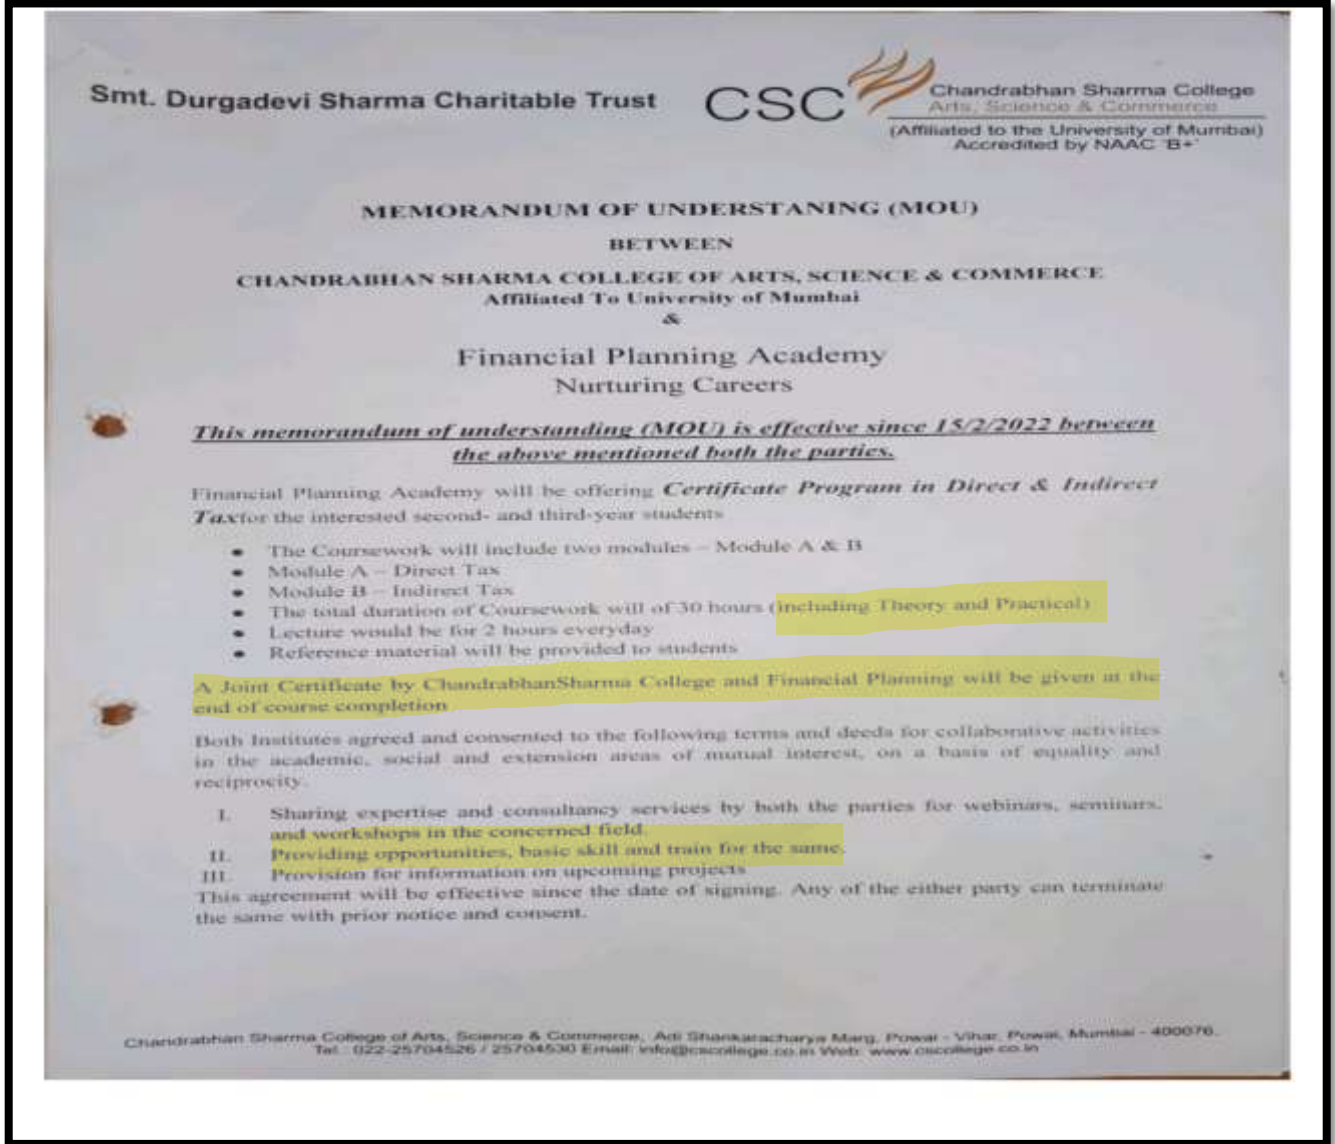 Smt. Durgadevi Sharma Charitable Trust
CSC
Chandrabhan Sharma College
Arts, Science & Commerce
(Affiliated to the University of Mumbai)
Accredited by NAAC 'B+'
MEMORANDUM OF UNDERSTANING (MOU)
BETWEEN
CHANDRABHAN SHARMA COLLEGE OF ARTS, SCIENCE & COMMERCE
Affiliated To University of Mumbai
&
Financial Planning Academy
Nurturing Careers
This memorandum of understanding (MOU) is effective since 15/2/2022 between
the above mentioned both the parties.
Financial Planning Academy will be offering Certificate Program in Direct & Indirect
Taxfor the interested second- and third-year students
• The Coursework will include two modules – Module A & B
• Module A – Direct Tax
• Module B – Indirect Tax
• The total duration of Coursework will of 30 hours (including Theory and Practical)
• Lecture would be for 2 hours everyday
• Reference material will be provided to students
A Joint Certificate by ChandrabhanSharma College and Financial Planning will be given at the
end of course completion
Both Institutes agreed and consented to the following terms and deeds for collaborative activities
in the academic, social and extension areas of mutual interest, on a basis of equality and
reciprocity.
I. Sharing expertise and consultancy services by both the parties for webinars, seminars,
and workshops in the concerned field.
II. Providing opportunities, basic skill and train for the same.
III. Provision for information on upcoming projects
This agreement will be effective since the date of signing. Any of the either party can terminate
the same with prior notice and consent.
Chandrabhan Sharma College of Arts, Science & Commerce, Adi Shankaracharya Marg, Powai - Vihar, Powai, Mumbai - 400076.
Tel : 022-25704526 / 25704530 Email: info@cscollege.co.in Web: www.cscollege.co.in